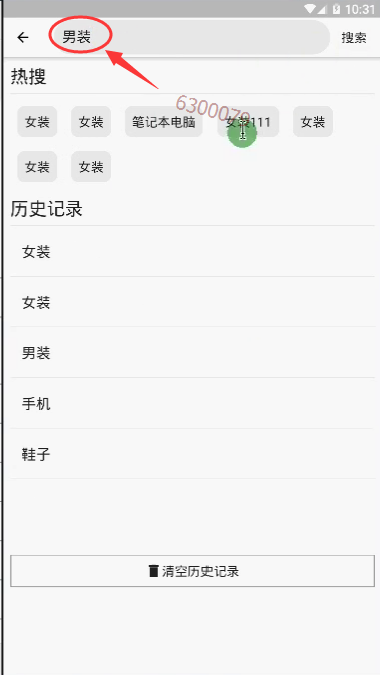 10:31
男装
搜索
热搜
女装 女装 笔记本电脑 女装111 女装
女装 女装
历史记录
女装
女装
男装
手机
鞋子
清空历史记录